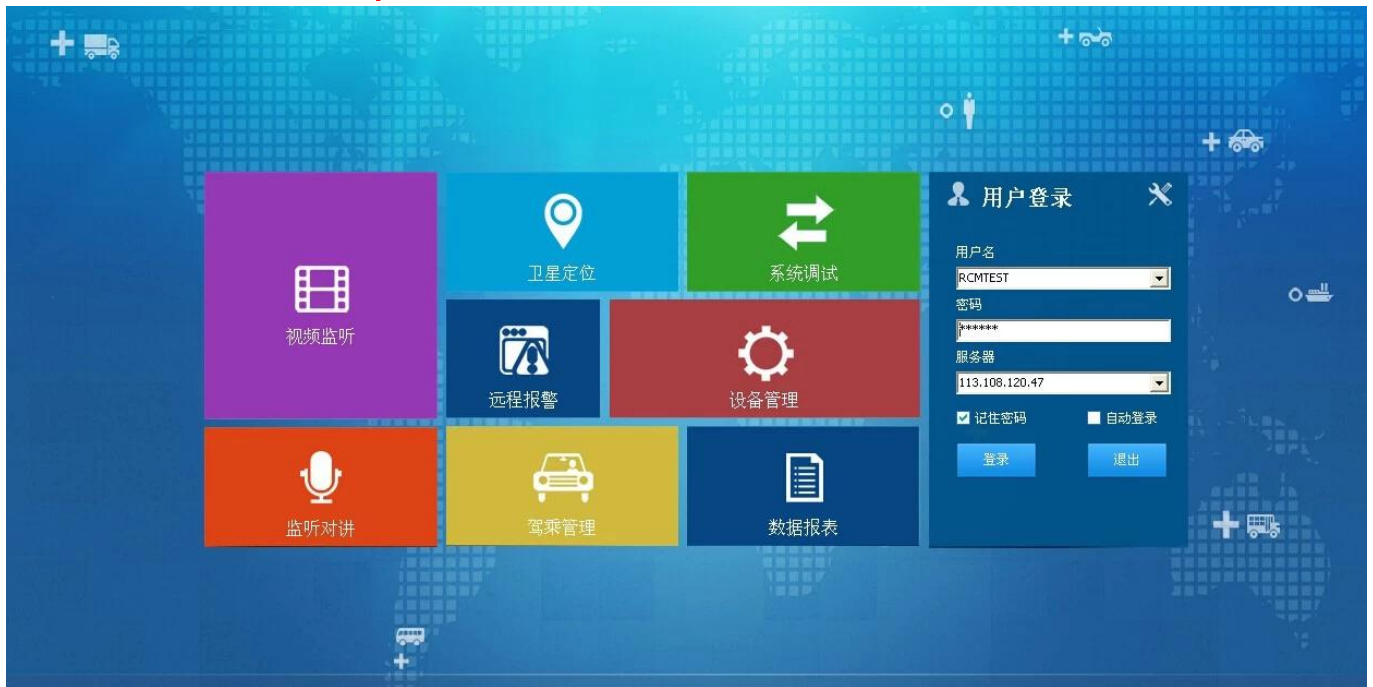 视频监听
卫星定位
系统调试
远程报警
设备管理
监听对讲
驾乘管理
数据报表
用户登录
用户名
RCMTEST
密码
******
服务器
113.108.120.47
记住密码
自动登录
登录
退出